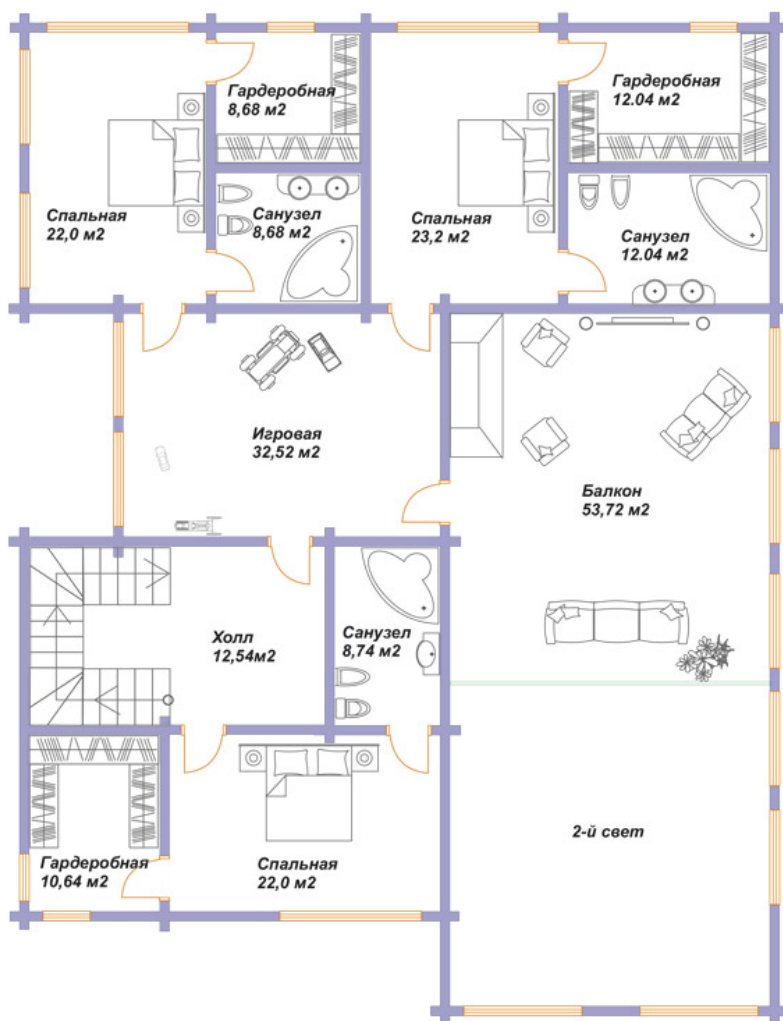 Гардеробная
8,68 м2
Гардеробная
12.04 м2
Спальная
22,0 м2
Санузел
8,68 м2
Спальная
23,2 м2
Санузел
12.04 м2
Игровая
32,52 м2
Балкон
53,72 м2
Холл
12,54м2
Санузел
8,74 м2
Гардеробная
10,64 м2
Спальная
22,0 м2
2-й свет